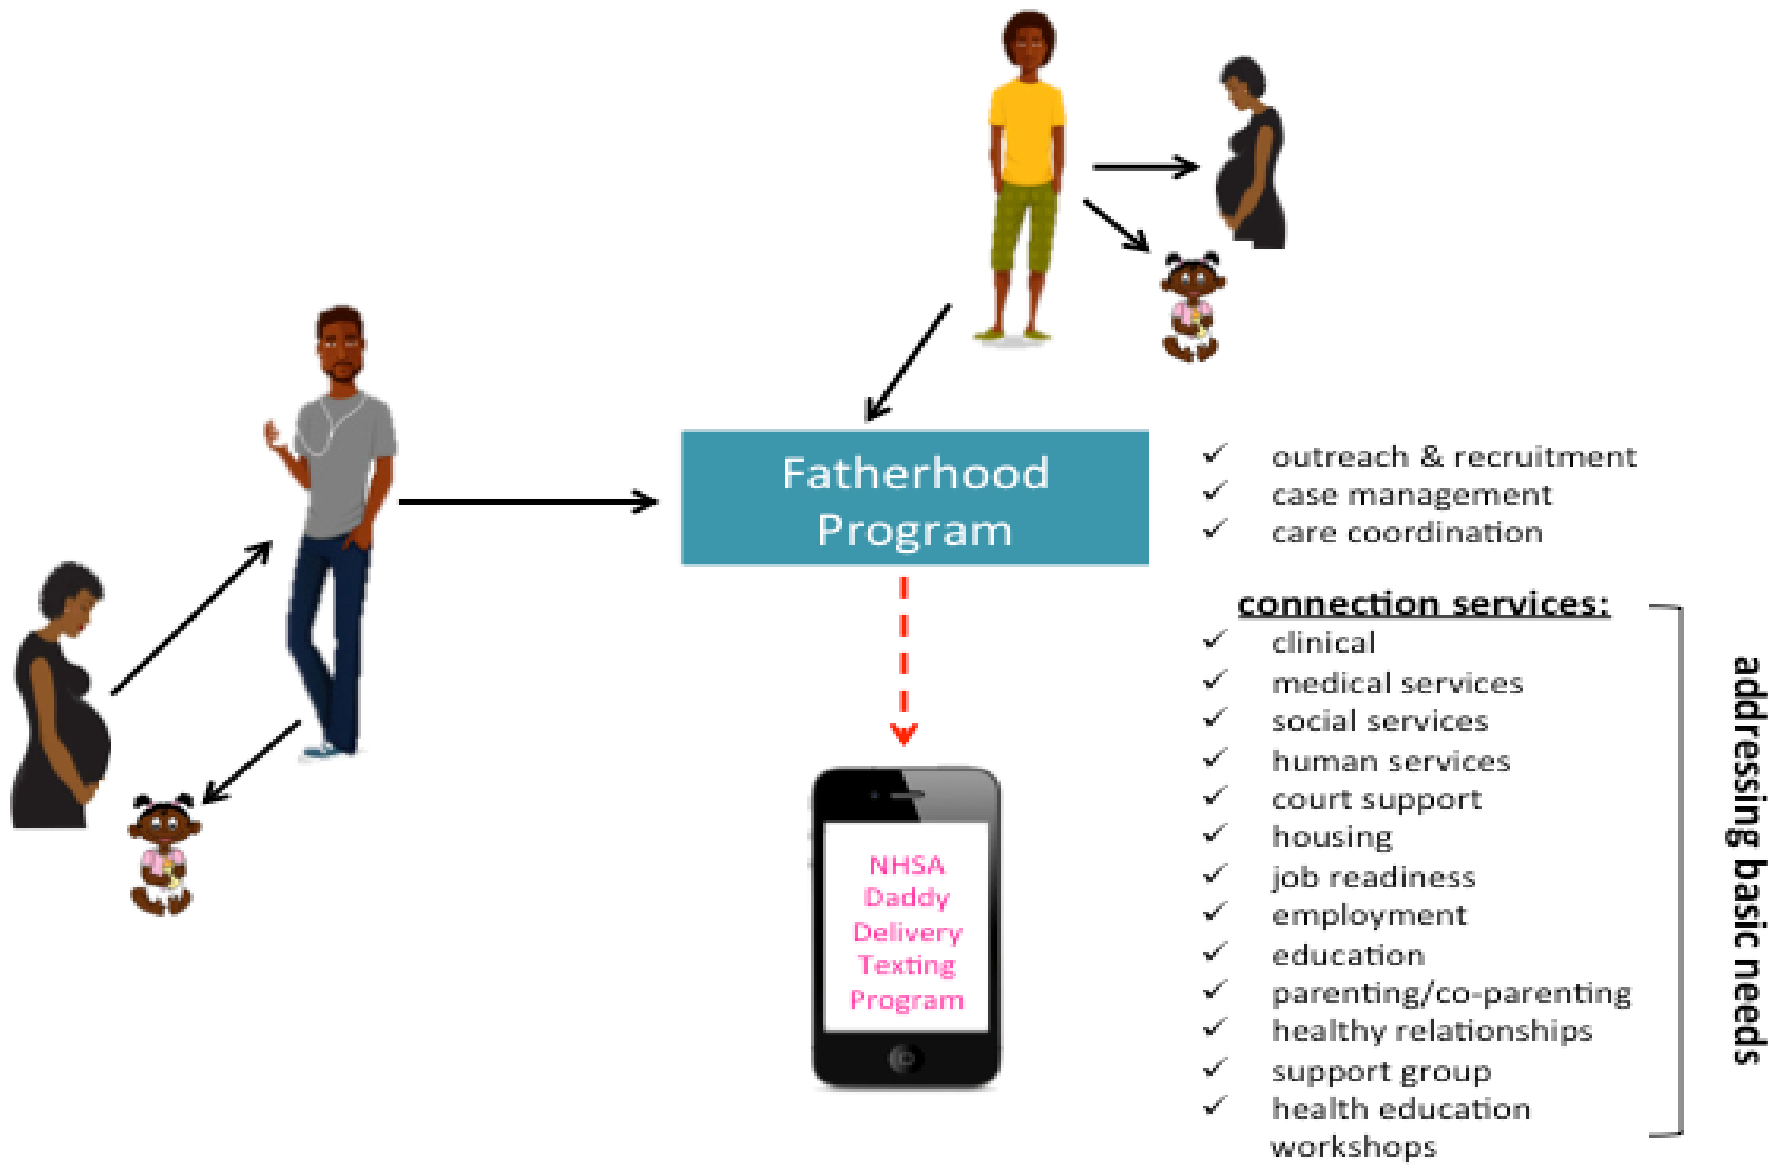 Fatherhood
Program
✓ outreach & recruitment
✓ case management
✓ care coordination
connection services:
✓ clinical
✓ medical services
✓ social services
✓ human services
✓ court support
✓ housing
✓ job readiness
✓ employment
✓ education
✓ parenting/co-parenting
✓ healthy relationships
✓ support group
✓ health education
workshops
addressing basic needs
NHSA
Daddy
Delivery
Texting
Program